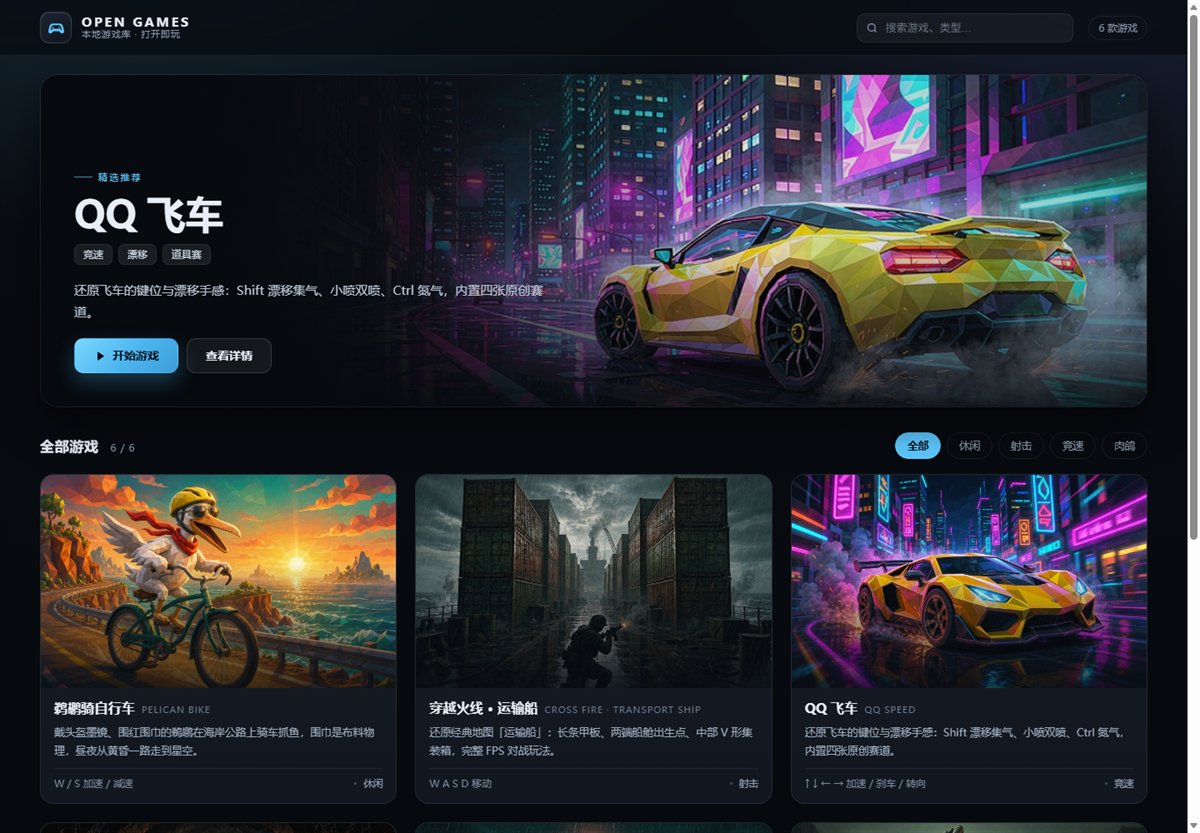 OPEN GAMES
本地游戏库 · 打开即玩
搜索游戏、类型...
6 款游戏
精选推荐
QQ 飞车
竞速 漂移 道具赛
还原飞车的键位与漂移手感：Shift 漂移集气、小喷双喷、Ctrl 氮气，内置四张原创赛
道。
开始游戏 查看详情
全部游戏 6 / 6
全部 休闲 射击 竞速 肉鸽
鹈鹕骑自行车 PELICAN BIKE
戴头盔墨镜、围红围巾的鹈鹕在海岸公路上骑车抓鱼，围巾是布料物
理，昼夜从黄昏一路走到星空。
W / S 加速 / 减速 · 休闲
穿越火线 · 运输船 CROSS FIRE · TRANSPORT SHIP
还原经典地图「运输船」：长条甲板、两端船舱出生点、中部 V 形集
装箱，完整 FPS 对战玩法。
W A S D 移动 · 射击
QQ 飞车 QQ SPEED
还原飞车的键位与漂移手感：Shift 漂移集气、小喷双喷、Ctrl 氮气，
内置四张原创赛道。
↑ ↓ ← → 加速 / 刹车 / 转向 · 竞速